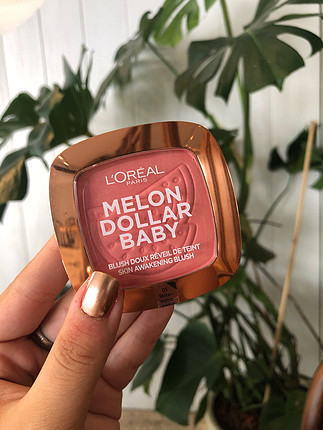 L'ORÉAL
PARIS
MELON
DOLLAR
BABY
BLUSH DOUX RÉVEIL DE TEINT
SKIN AWAKENING BLUSH